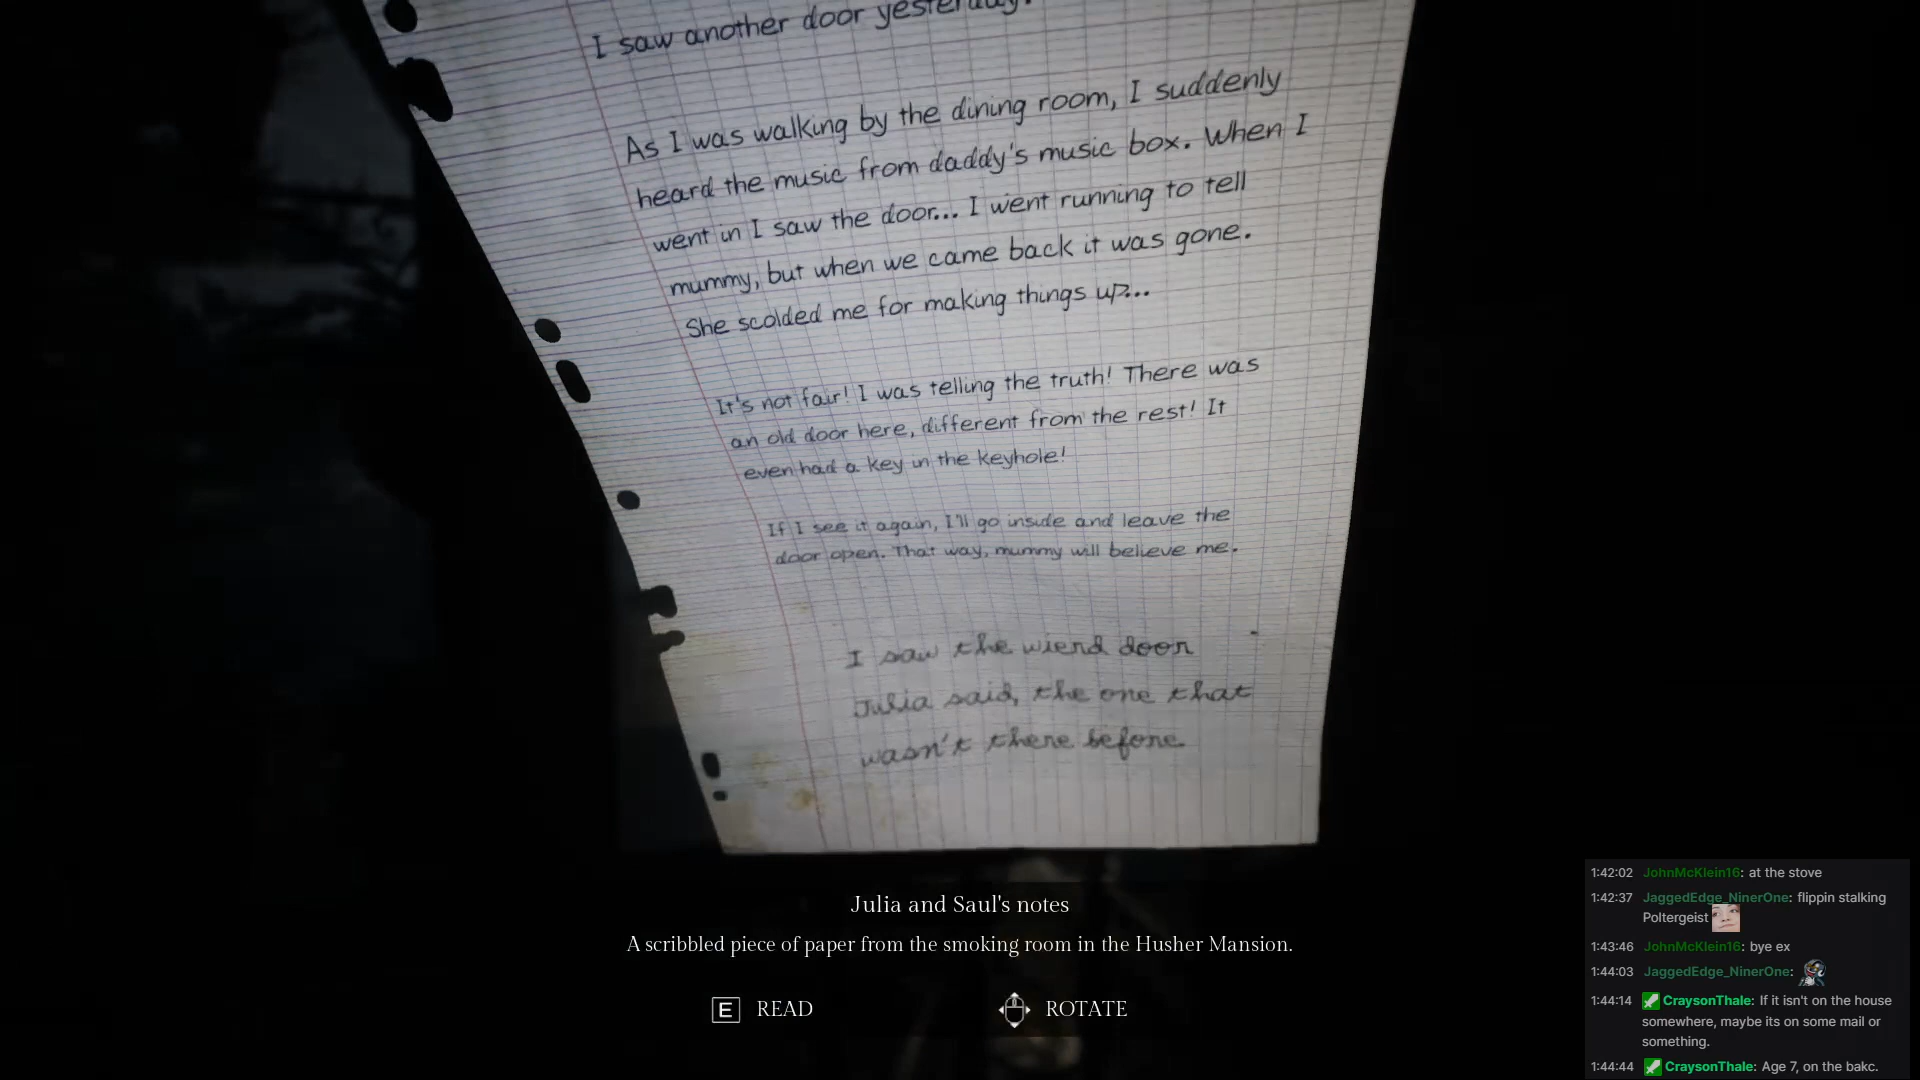 I saw another door yesterday.
As I was walking by the dining room, I suddenly
heard the music from daddy's music box. When I
went in I saw the door... I went running to tell
mummy, but when we came back it was gone.
She scolded me for making things up...
It's not fair! I was telling the truth! There was
an old door here, different from the rest! It
even had a key in the keyhole!
If I see it again, I'll go inside and leave the
door open. That way, mummy will believe me.
I saw the wierd door
Julia said, the one that
wasn't there before
Julia and Saul's notes
A scribbled piece of paper from the smoking room in the Husher Mansion.
E READ ROTATE
1:42:02 JohnMcKlein16: at the stove
1:42:37 JaggedEdge_NinerOne: flippin stalking
Poltergeist
1:43:46 JohnMcKlein16: bye ex
1:44:03 JaggedEdge_NinerOne:
1:44:14 CraysonThale: If it isn't on the house
somewhere, maybe its on some mail or
something.
1:44:44 CraysonThale: Age 7, on the bakc.